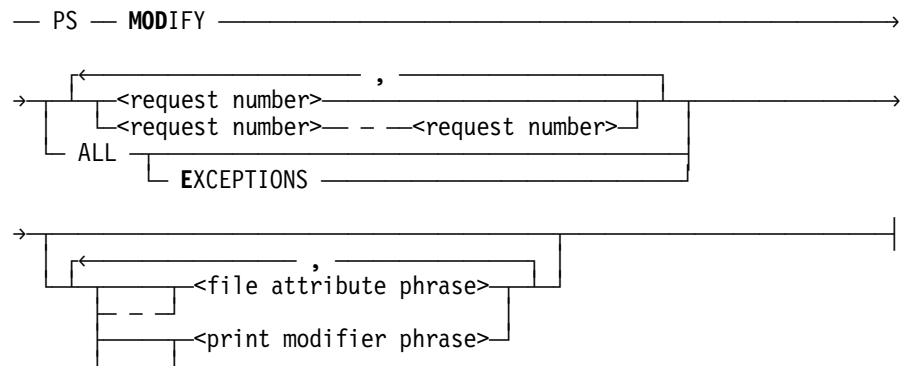 PS MODIFY
,
<request number>
<request number> – <request number>
ALL
EXCEPTIONS
,
<file attribute phrase>
–
<print modifier phrase>